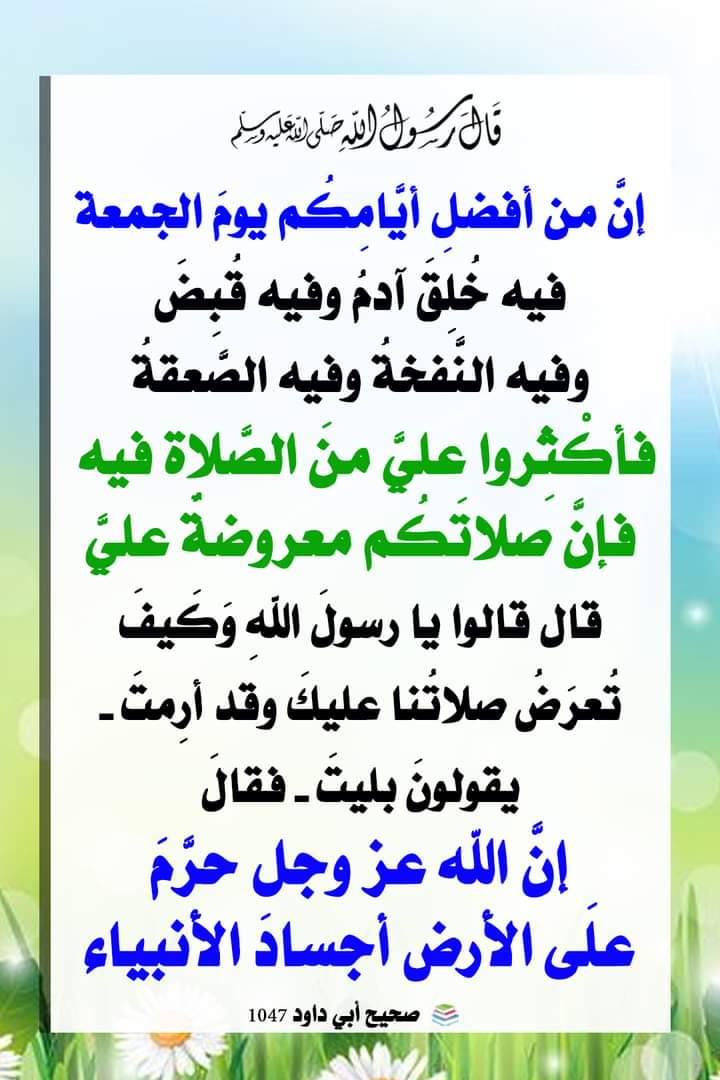 قَالَ رَسُولُ اللّٰهِ صَلّى اللّٰه عَلَيْهِ وَسَلَّم
إنَّ من أفضلِ أيَّامِكُم يومَ الجمعة
فيه خُلِقَ آدمُ وفيه قُبِضَ
وفيه النَّفخةُ وفيه الصَّعقةُ
فأكْثروا عليَّ منَ الصَّلاة فيه
فإنَّ صَلاتَكُم معروضةٌ عليَّ
قال قالوا يا رسولَ اللهِ وَكَيفَ
تُعرَضُ صلاتُنا عليكَ وقد أرِمتَ ـ
يقولونَ بليتَ ـ فقالَ
إنَّ اللّه عز وجل حرَّمَ
علَى الأرض أجسادَ الأنبياء
صحيح أبي داود 1047